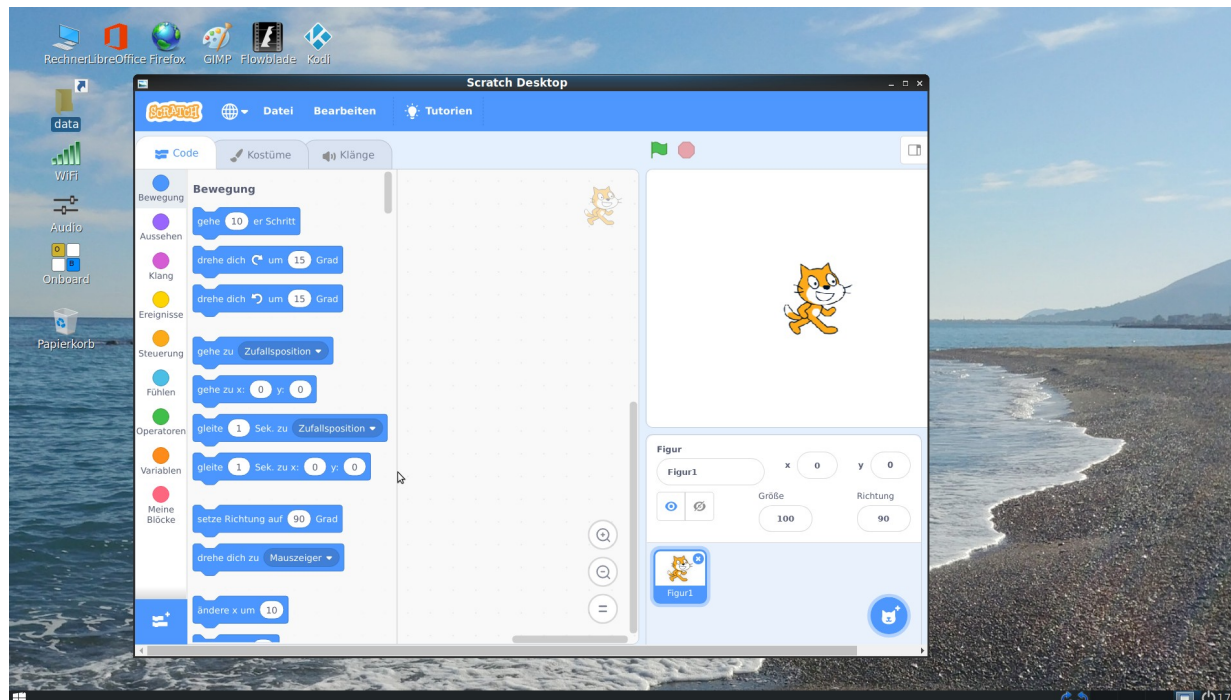 Rechner LibreOffice Firefox GIMP Flowblade Kodi
data
WiFi
Audio
Onboard
Papierkorb
Scratch Desktop
SCRATCH Datei Bearbeiten Tutorien
Code Kostüme Klänge
Bewegung
Aussehen
Klang
Ereignisse
Steuerung
Fühlen
Operatoren
Variablen
Meine
Blöcke
Bewegung
gehe 10 er Schritt
drehe dich um 15 Grad
drehe dich um 15 Grad
gehe zu Zufallsposition
gehe zu x: 0 y: 0
gleite 1 Sek. zu Zufallsposition
gleite 1 Sek. zu x: 0 y: 0
setze Richtung auf 90 Grad
drehe dich zu Mauszeiger
ändere x um 10
Figur
Figur1 x 0 y 0
Größe Richtung
100 90
Figur1